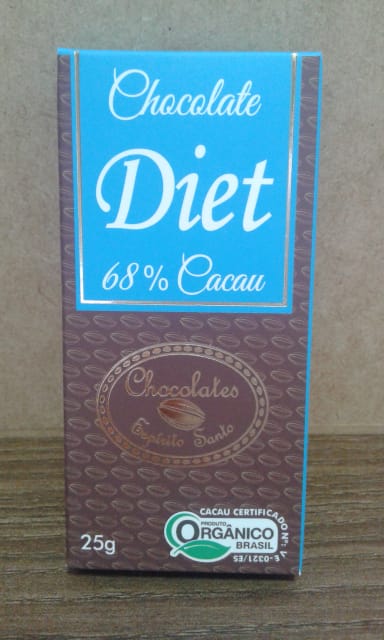 Chocolate
Diet
68% Cacau
Chocolates
Espírito Santo
25g
CACAU CERTIFICADO Nº: V E-0321/ES
PRODUTO
ORGÂNICO
BRASIL